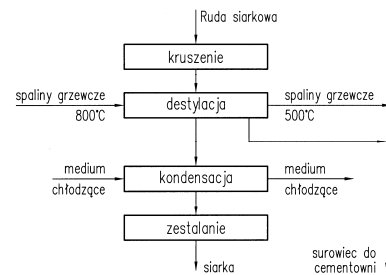 Ruda siarkowa
kruszenie
spaliny grzewcze
800°C
destylacja
spaliny grzewcze
500°C
medium
chłodzące
kondensacja
medium
chłodzące
zestalanie
siarka
surowiec do
cementowni